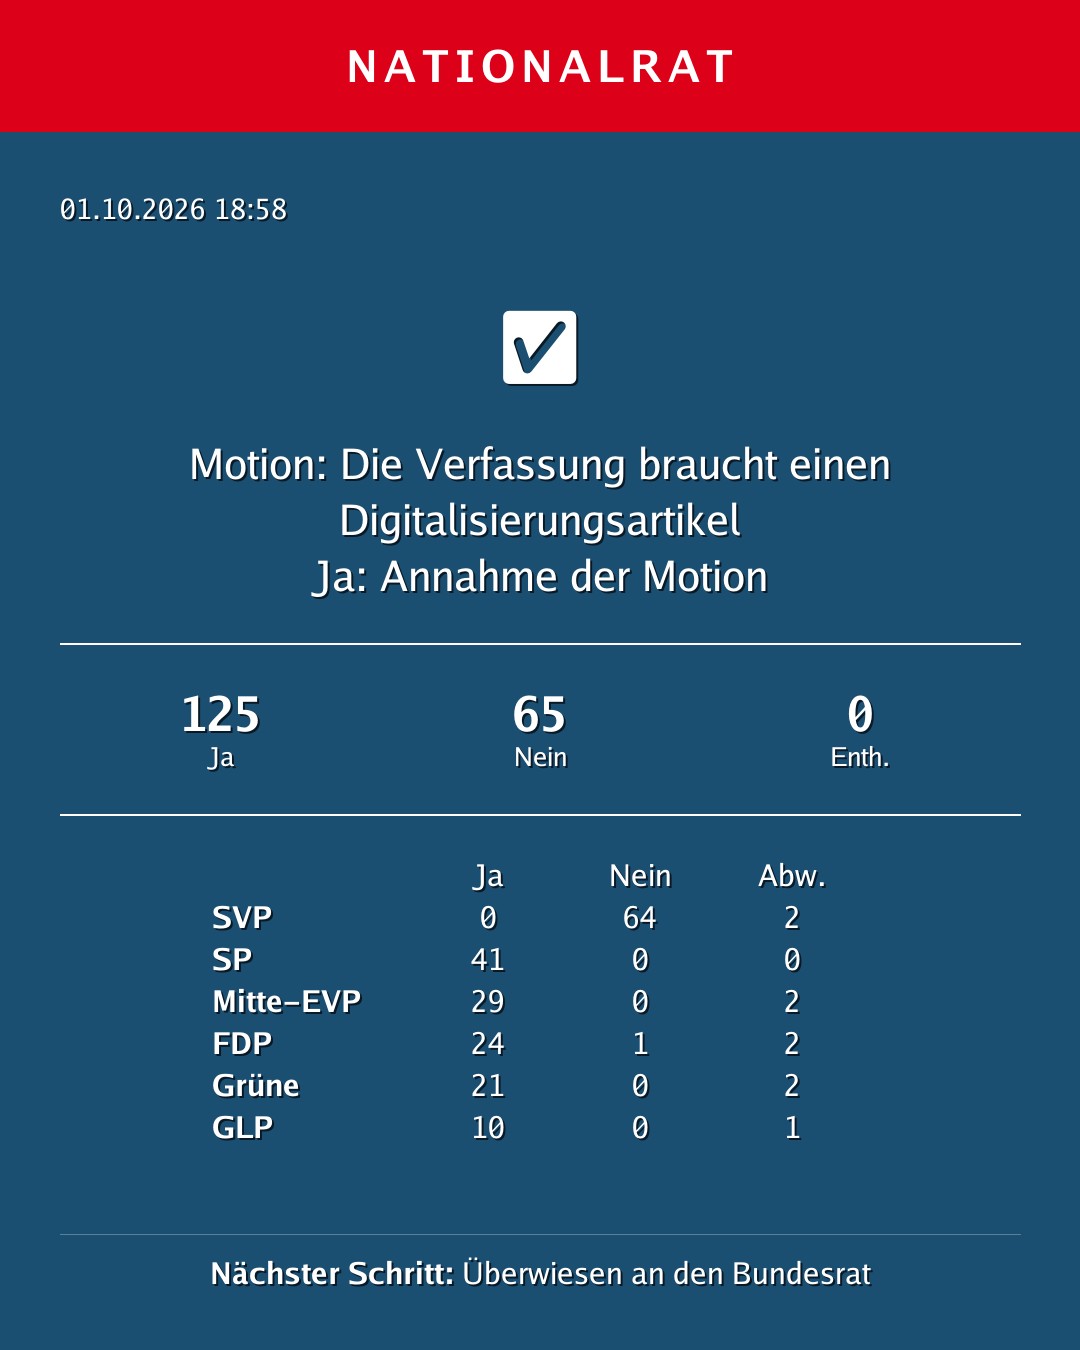 NATIONALRAT
01.10.2026 18:58
Motion: Die Verfassung braucht einen
Digitalisierungsartikel
Ja: Annahme der Motion
125 65 0
Ja Nein Enth.
Ja Nein Abw.
SVP 0 64 2
SP 41 0 0
Mitte-EVP 29 0 2
FDP 24 1 2
Grüne 21 0 2
GLP 10 0 1
Nächster Schritt: Überwiesen an den Bundesrat